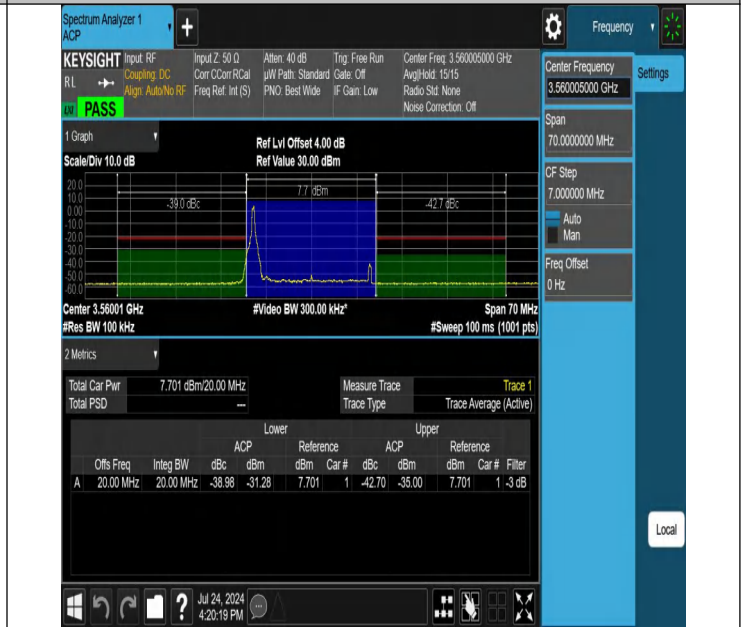 Spectrum Analyzer 1
ACP
Frequency
KEYSIGHT Input: RF Input Z: 50 Ω Atten: 40 dB Trig: Free Run Center Freq: 3.560005000 GHz
RL Coupling: DC Corr CCorr RCal µW Path: Standard Gate: Off Avg|Hold: 15/15
Align: Auto/No RF Freq Ref: Int (S) PNO: Best Wide IF Gain: Low Radio Std: None
PASS Noise Correction: Off
Center Frequency
3.560005000 GHz
Settings
Span
70.0000000 MHz
CF Step
7.000000 MHz
Auto
Man
Freq Offset
0 Hz
1 Graph
Ref Lvl Offset 4.00 dB
Scale/Div 10.0 dB Ref Value 30.00 dBm
20.0
10.0
0.00
-10.0
-20.0
-30.0
-40.0
-50.0
-60.0
-39.0 dBc
7.7 dBm
-42.7 dBc
Center 3.56001 GHz #Video BW 300.00 kHz* Span 70 MHz
#Res BW 100 kHz #Sweep 100 ms (1001 pts)
2 Metrics
Total Car Pwr 7.701 dBm/20.00 MHz Measure Trace Trace 1
Total PSD --- Trace Type Trace Average (Active)
Lower Upper
ACP Reference ACP Reference
Offs Freq Integ BW dBc dBm dBm Car # dBc dBm dBm Car # Filter
A 20.00 MHz 20.00 MHz -38.98 -31.28 7.701 1 -42.70 -35.00 7.701 1 -3 dB
Local
? Jul 24, 2024
4:20:19 PM